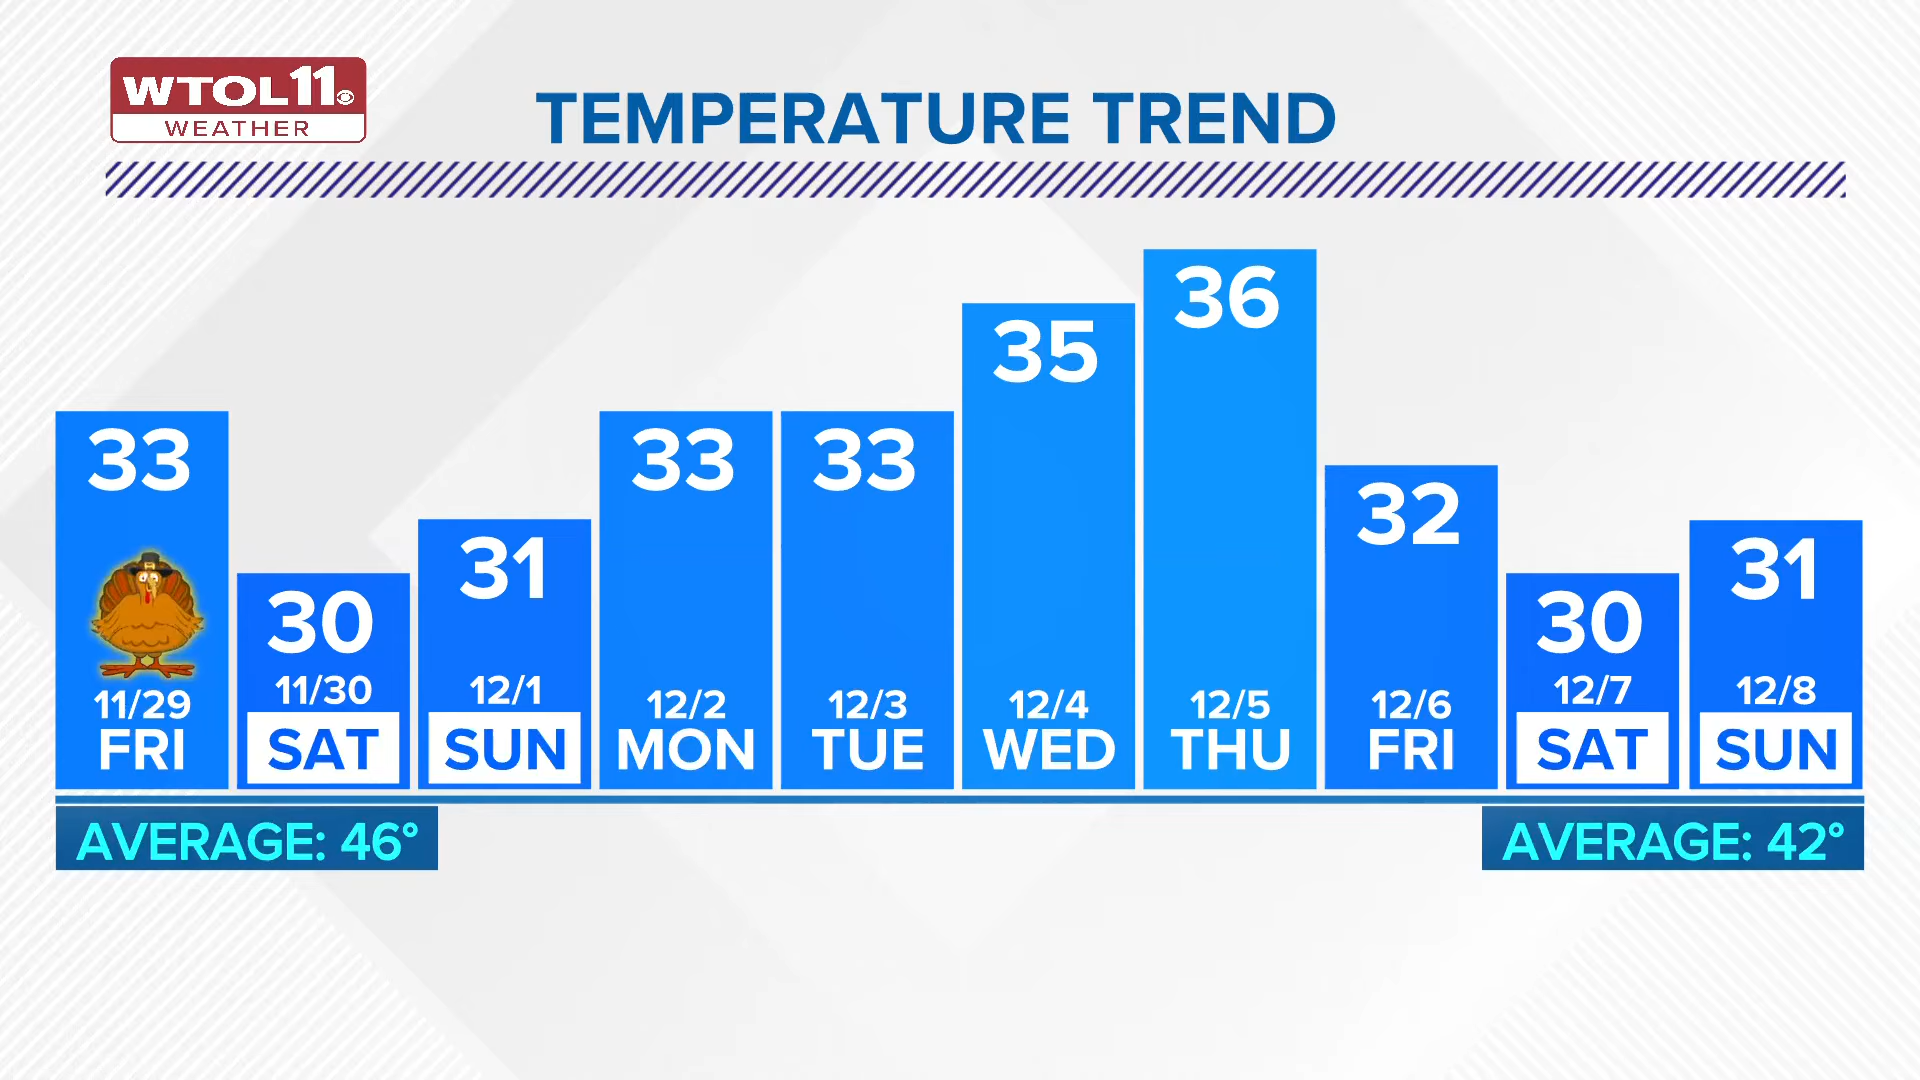 WTOL11
WEATHER
TEMPERATURE TREND
33
11/29
FRI
30
11/30
SAT
31
12/1
SUN
33
12/2
MON
33
12/3
TUE
35
12/4
WED
36
12/5
THU
32
12/6
FRI
30
12/7
SAT
31
12/8
SUN
AVERAGE: 46°
AVERAGE: 42°